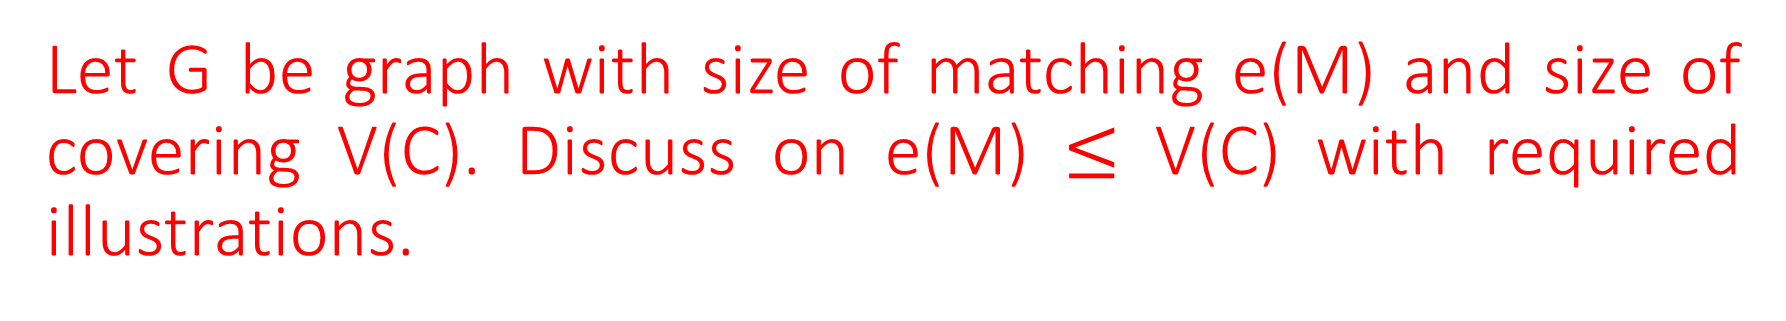 Let G be graph with size of matching e(M) and size of
covering V(C). Discuss on e(M) ≤ V(C) with required
illustrations.